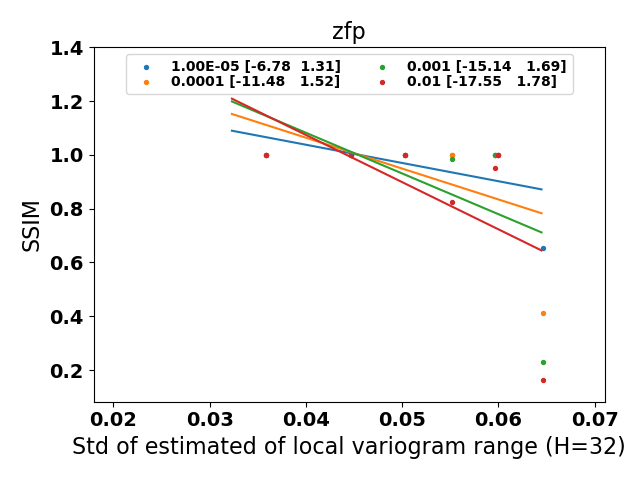 zfp
1.00E-05 [-6.78 1.31]
0.0001 [-11.48 1.52]
0.001 [-15.14 1.69]
0.01 [-17.55 1.78]
SSIM
1.4
1.2
1.0
0.8
0.6
0.4
0.2
0.02 0.03 0.04 0.05 0.06 0.07
Std of estimated of local variogram range (H=32)